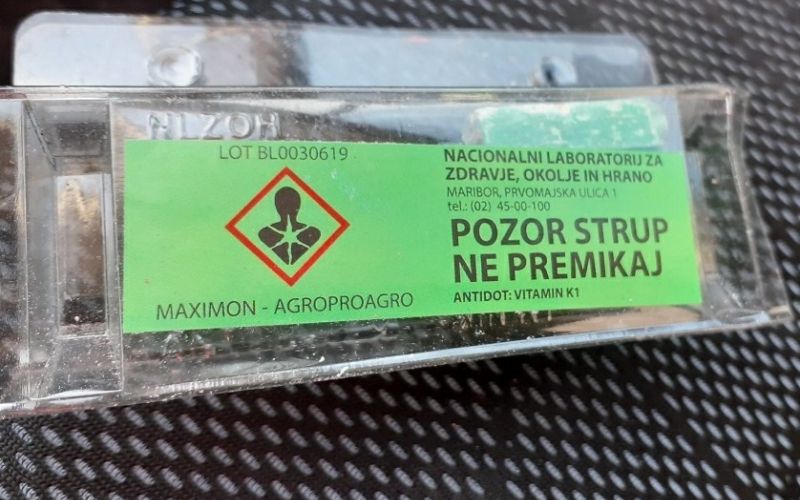 NLZOH
LOT BL0030619
MAXIMON - AGROPROAGRO
NACIONALNI LABORATORIJ ZA
ZDRAVJE, OKOLJE IN HRANO
MARIBOR, PRVOMAJSKA ULICA 1
tel.: (02) 45-00-100
POZOR STRUP
NE PREMIKAJ
ANTIDOT: VITAMIN K1